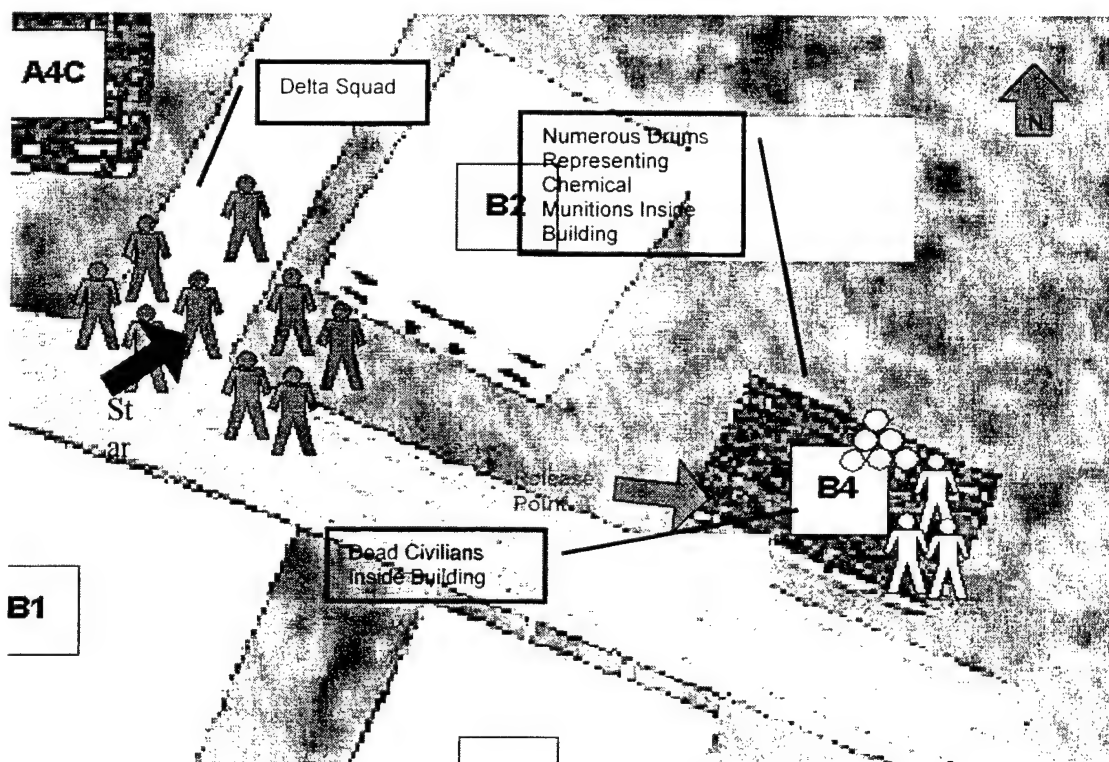 A4C
Delta Squad
N
Numerous Drums
Representing
Chemical
Munitions Inside
Building
B2
St
ar
Release
Point
B4
Dead Civilians
Inside Building
B1